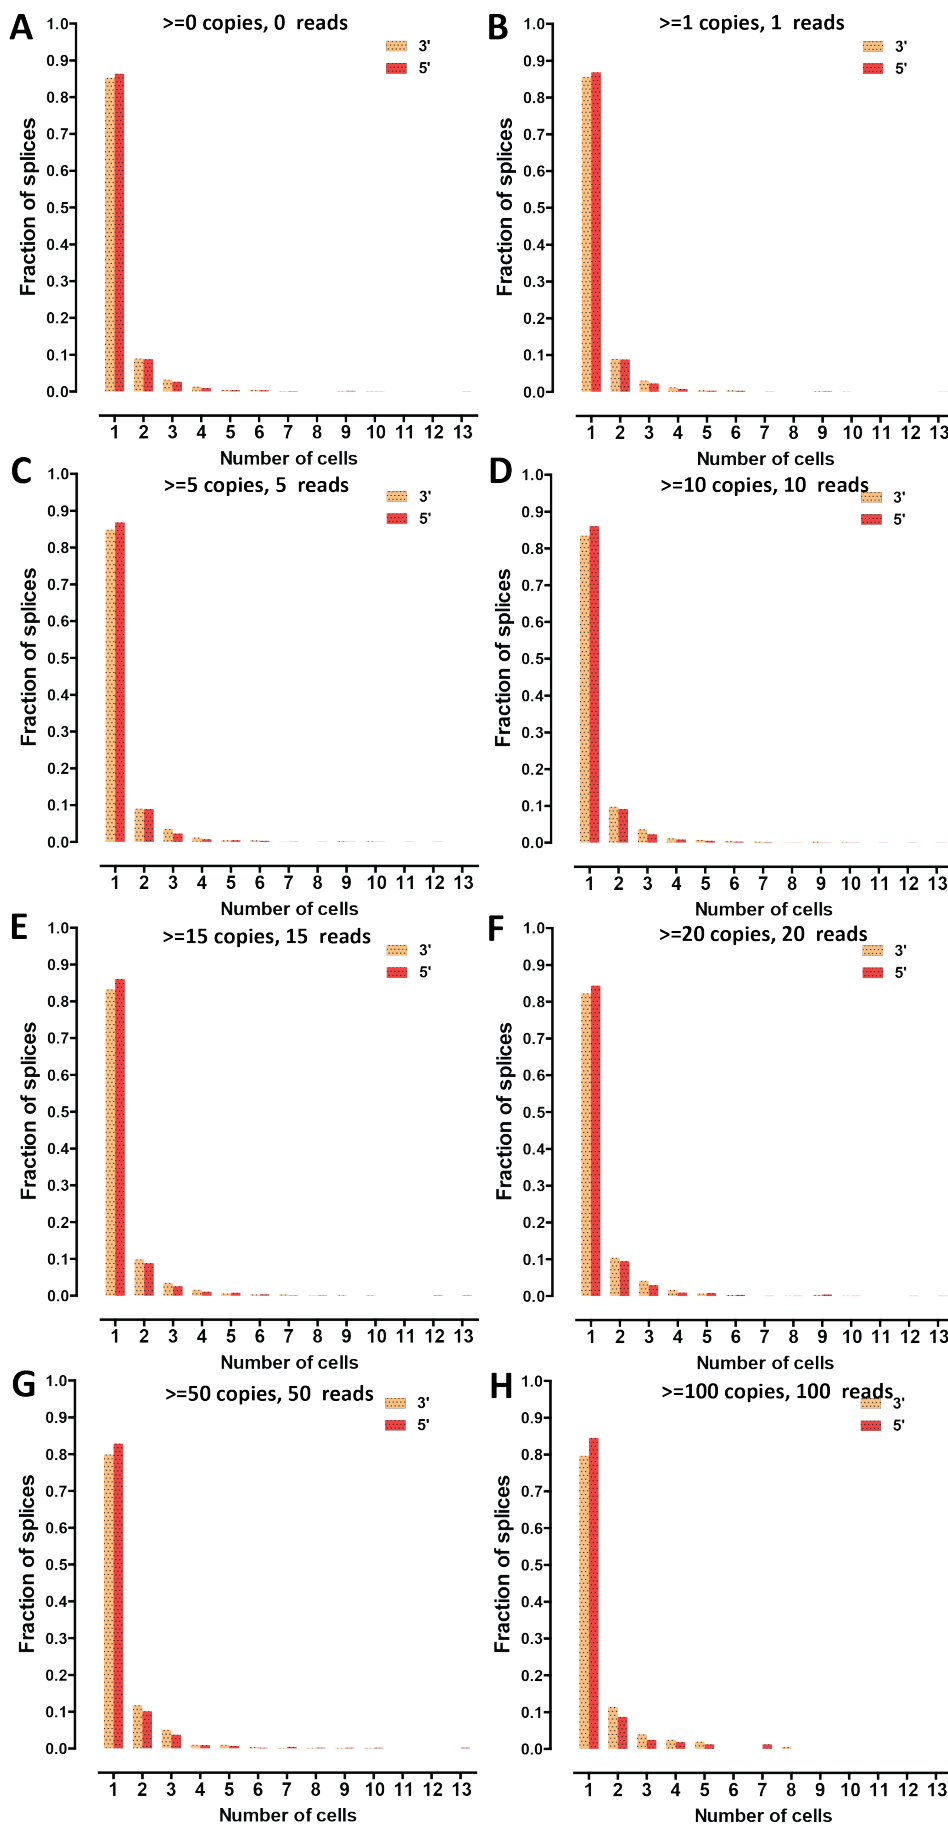 A
>=0 copies, 0 reads
3'
5'
Fraction of splices
1.0
0.9
0.8
0.7
0.6
0.5
0.4
0.3
0.2
0.1
0.0
1 2 3 4 5 6 7 8 9 10 11 12 13
Number of cells
B
>=1 copies, 1 reads
3'
5'
Fraction of splices
1.0
0.9
0.8
0.7
0.6
0.5
0.4
0.3
0.2
0.1
0.0
1 2 3 4 5 6 7 8 9 10 11 12 13
Number of cells
C
>=5 copies, 5 reads
3'
5'
Fraction of splices
1.0
0.9
0.8
0.7
0.6
0.5
0.4
0.3
0.2
0.1
0.0
1 2 3 4 5 6 7 8 9 10 11 12 13
Number of cells
D
>=10 copies, 10 reads
3'
5'
Fraction of splices
1.0
0.9
0.8
0.7
0.6
0.5
0.4
0.3
0.2
0.1
0.0
1 2 3 4 5 6 7 8 9 10 11 12 13
Number of cells
E
>=15 copies, 15 reads
3'
5'
Fraction of splices
1.0
0.9
0.8
0.7
0.6
0.5
0.4
0.3
0.2
0.1
0.0
1 2 3 4 5 6 7 8 9 10 11 12 13
Number of cells
F
>=20 copies, 20 reads
3'
5'
Fraction of splices
1.0
0.9
0.8
0.7
0.6
0.5
0.4
0.3
0.2
0.1
0.0
1 2 3 4 5 6 7 8 9 10 11 12 13
Number of cells
G
>=50 copies, 50 reads
3'
5'
Fraction of splices
1.0
0.9
0.8
0.7
0.6
0.5
0.4
0.3
0.2
0.1
0.0
1 2 3 4 5 6 7 8 9 10 11 12 13
Number of cells
H
>=100 copies, 100 reads
3'
5'
Fraction of splices
1.0
0.9
0.8
0.7
0.6
0.5
0.4
0.3
0.2
0.1
0.0
1 2 3 4 5 6 7 8 9 10 11 12 13
Number of cells